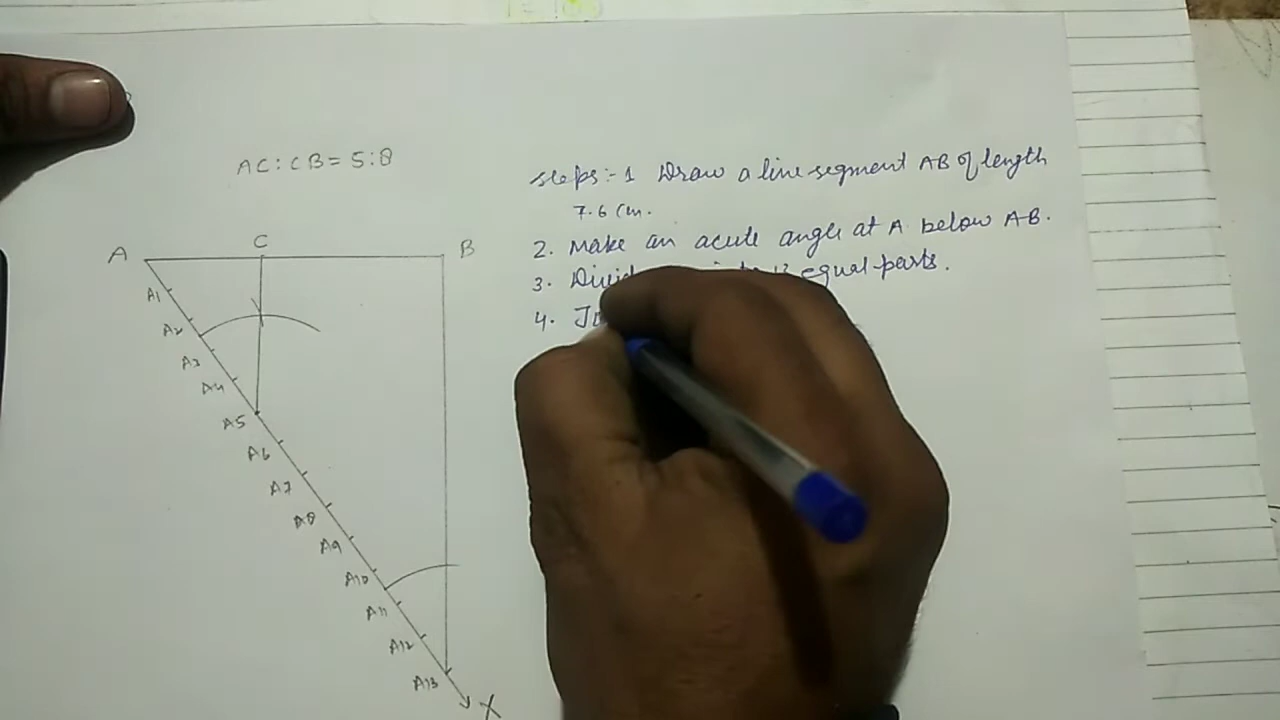 AC:CB = 5:8
steps:- 1 Draw a line segment AB of length
7.6 Cm.
2. Make an acute angle at A below AB.
3. equal parts.
4.
A
C
B
A1
A2
A3
A4
A5
A6
A7
A8
A9
A10
A11
A12
A13
X